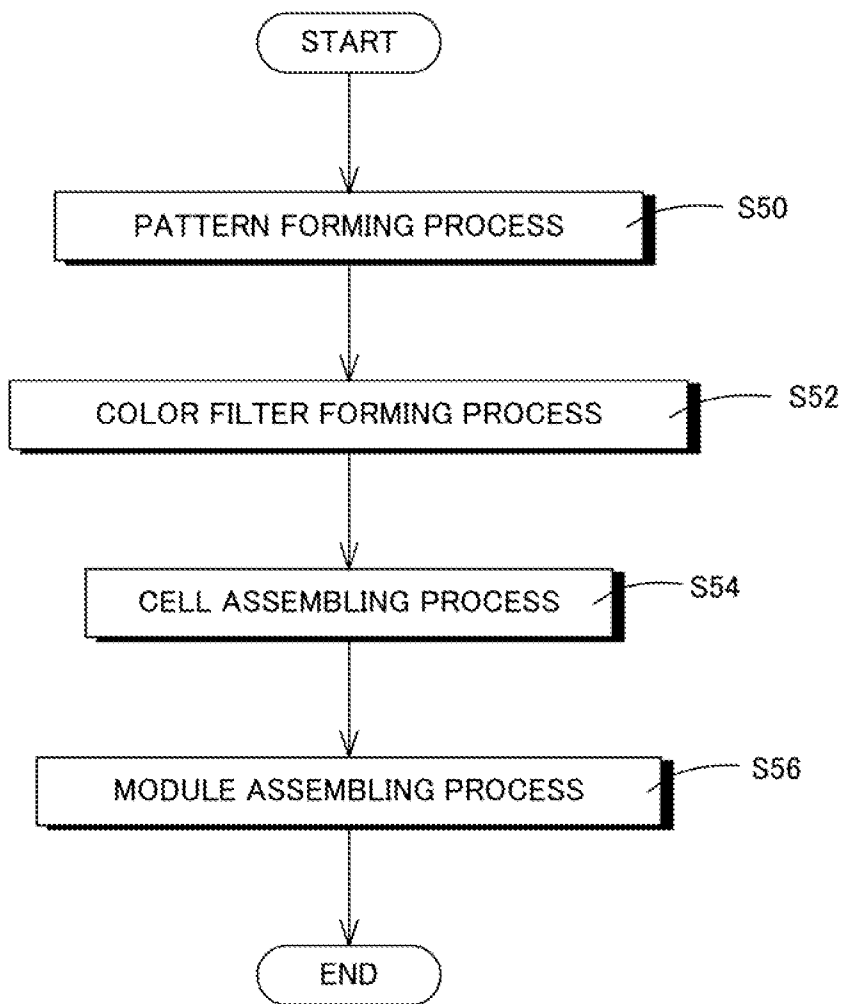 START
PATTERN FORMING PROCESS
S50
COLOR FILTER FORMING PROCESS
S52
CELL ASSEMBLING PROCESS
S54
MODULE ASSEMBLING PROCESS
S56
END